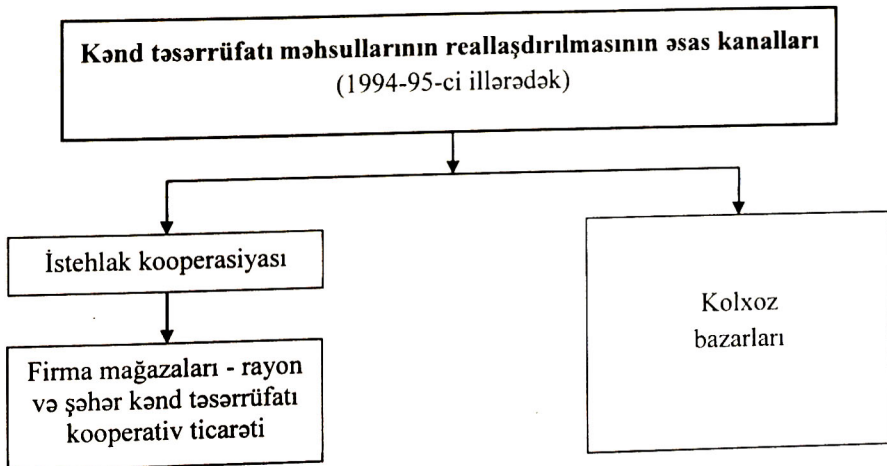 Kənd təsərrüfatı məhsullarının reallaşdırılmasının əsas kanalları
(1994-95-ci illərədək)
İstehlak kooperasiyası
Firma mağazaları - rayon
və şəhər kənd təsərrüfatı
kooperativ ticarəti
Kolxoz
bazarları